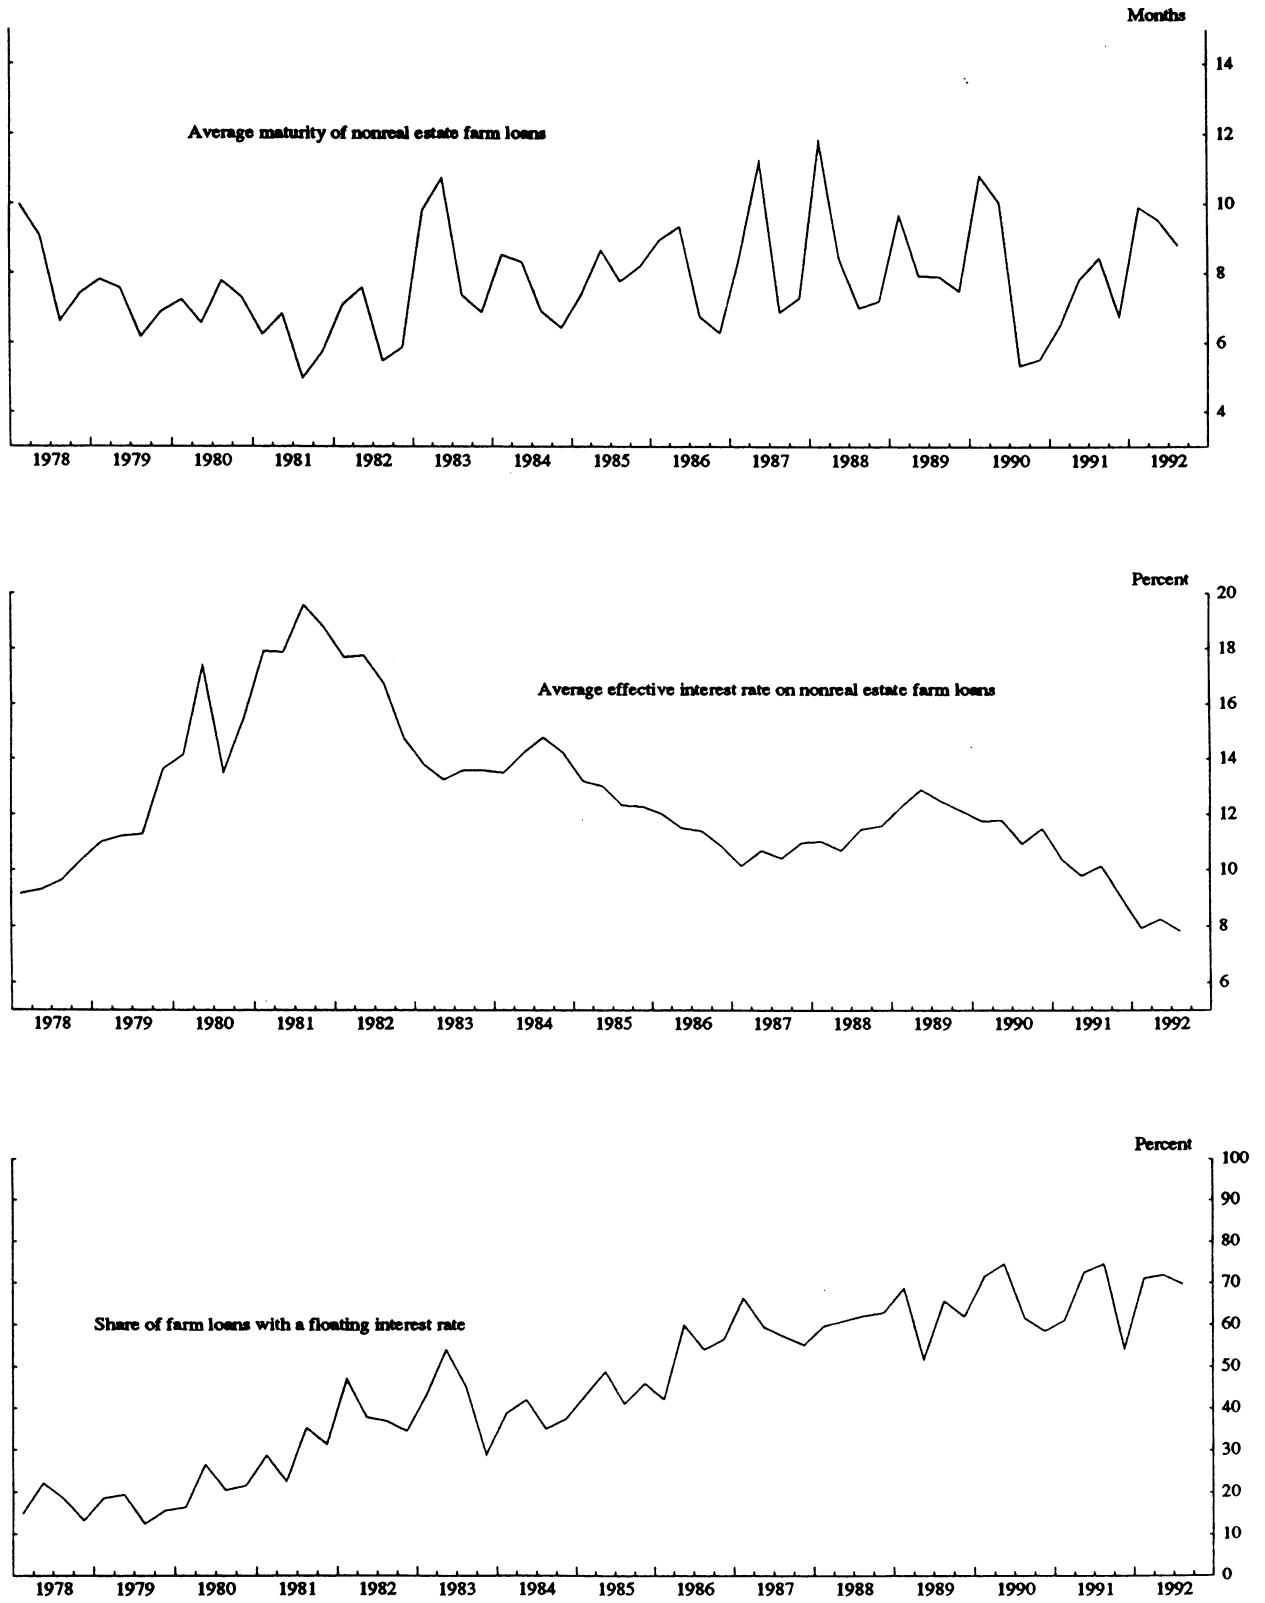 Months
14
Average maturity of nonreal estate farm loans
12
10
8
6
4
1978 1979 1980 1981 1982 1983 1984 1985 1986 1987 1988 1989 1990 1991 1992
Percent
20
18
Average effective interest rate on nonreal estate farm loans
16
14
12
10
8
6
1978 1979 1980 1981 1982 1983 1984 1985 1986 1987 1988 1989 1990 1991 1992
Percent
100
90
80
70
Share of farm loans with a floating interest rate
60
50
40
30
20
10
0
1978 1979 1980 1981 1982 1983 1984 1985 1986 1987 1988 1989 1990 1991 1992